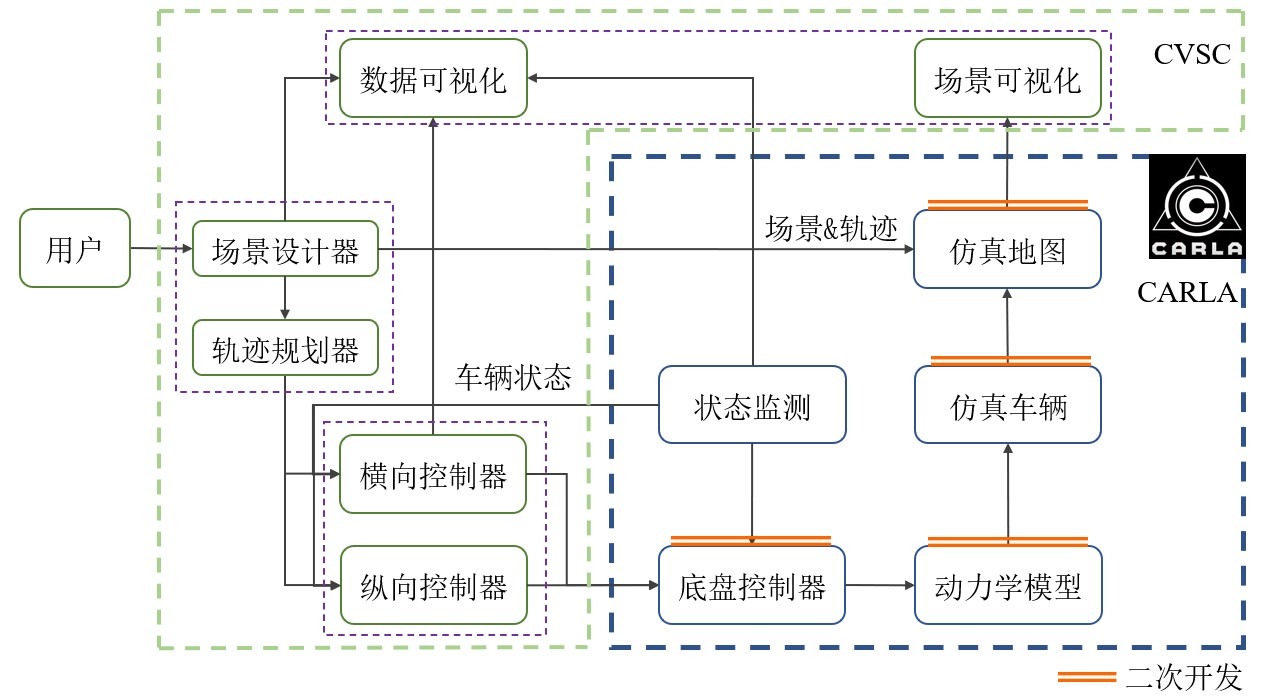 CVSC
数据可视化
场景可视化
用户
场景设计器
场景&轨迹
仿真地图
CARLA
CARLA
轨迹规划器
车辆状态
状态监测
仿真车辆
横向控制器
纵向控制器
底盘控制器
动力学模型
二次开发